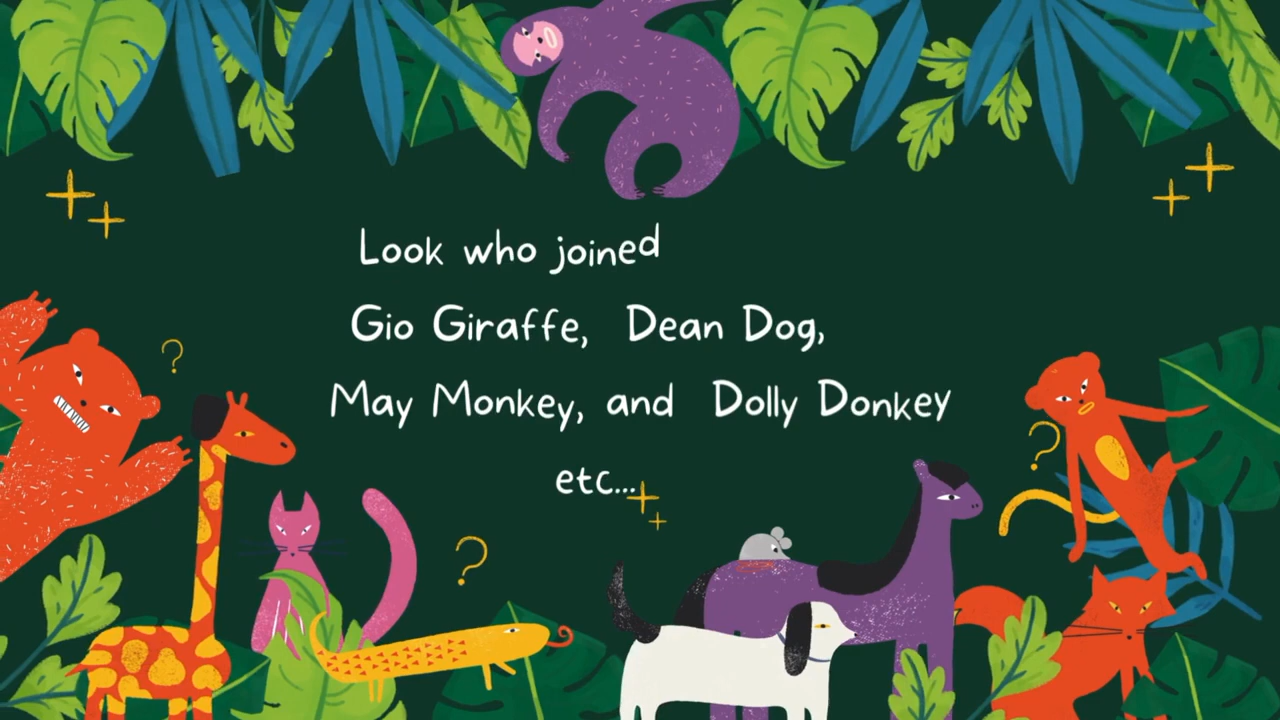 Look who joined
Gio Giraffe, Dean Dog,
May Monkey, and Dolly Donkey
etc...